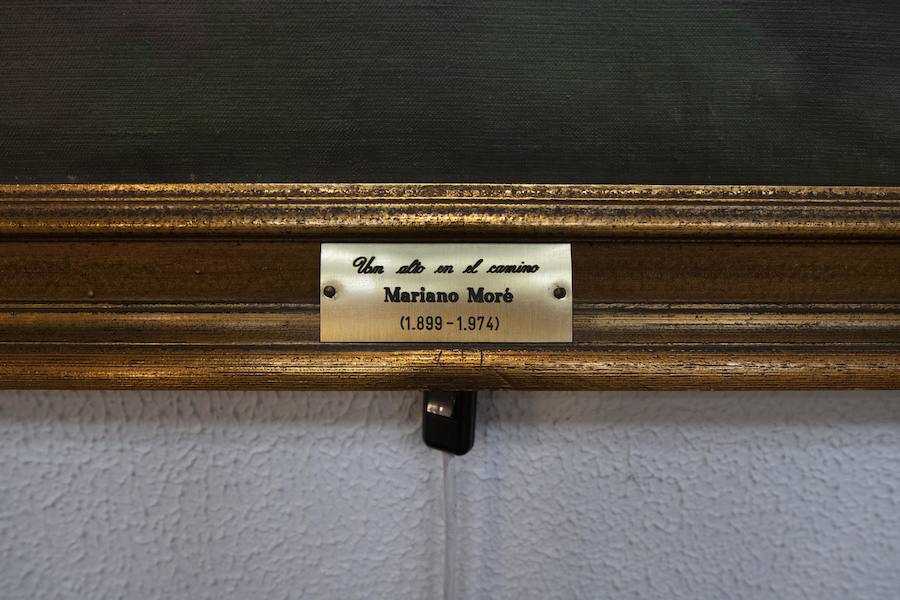 Un alto en el camino
Mariano Moré
(1.899-1.974)